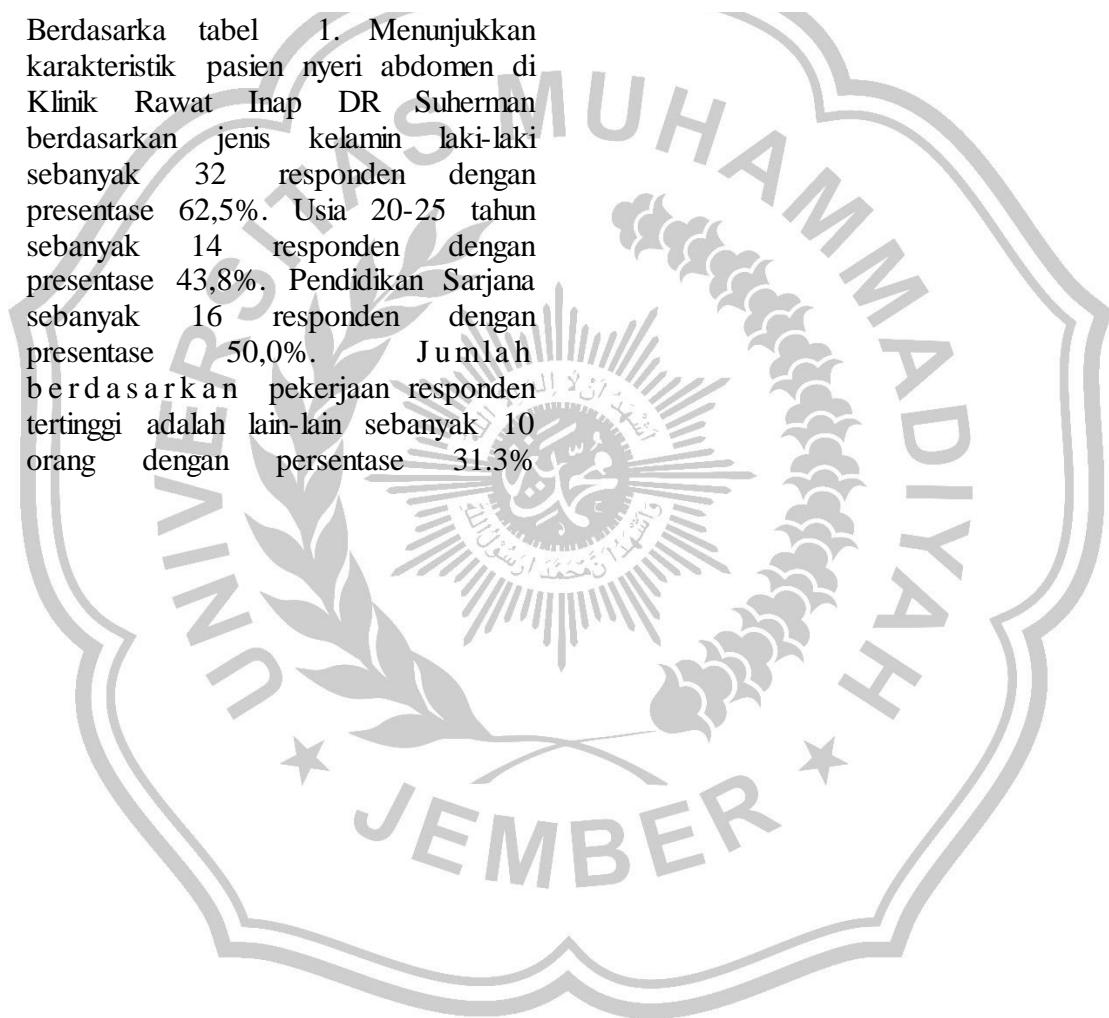 Berdasarka tabel 1. Menunjukkan
karakteristik pasien nyeri abdomen di
Klinik Rawat Inap DR Suherman
berdasarkan jenis kelamin laki-laki
sebanyak 32 responden dengan
presentase 62,5%. Usia 20-25 tahun
sebanyak 14 responden dengan
presentase 43,8%. Pendidikan Sarjana
sebanyak 16 responden dengan
presentase 50,0%. Jumlah
berdasarkan pekerjaan responden
tertinggi adalah lain-lain sebanyak 10
orang dengan persentase 31.3%
UNIVERSITAS MUHAMMADIYAH
JEMBER